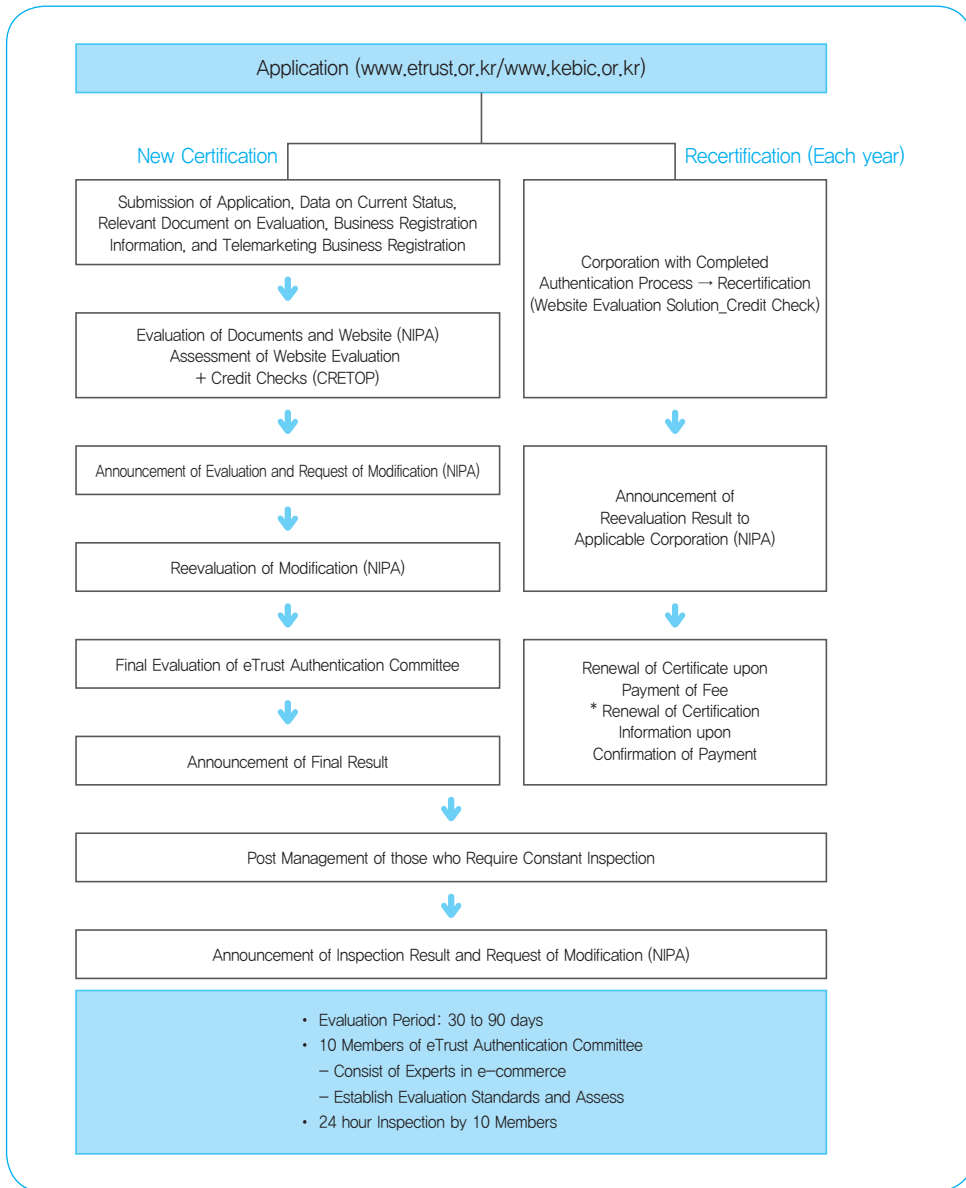 Application (www.etrust.or.kr/www.kebic.or.kr)
New Certification
Recertification (Each year)
Submission of Application, Data on Current Status,
Relevant Document on Evaluation, Business Registration
Information, and Telemarketing Business Registration
Evaluation of Documents and Website (NIPA)
Assessment of Website Evaluation
+ Credit Checks (CRETOP)
Announcement of Evaluation and Request of Modification (NIPA)
Reevaluation of Modification (NIPA)
Final Evaluation of eTrust Authentication Committee
Announcement of Final Result
Corporation with Completed
Authentication Process → Recertification
(Website Evaluation Solution_Credit Check)
Announcement of
Reevaluation Result to
Applicable Corporation (NIPA)
Renewal of Certificate upon
Payment of Fee
* Renewal of Certification
Information upon
Confirmation of Payment
Post Management of those who Require Constant Inspection
Announcement of Inspection Result and Request of Modification (NIPA)
• Evaluation Period: 30 to 90 days
• 10 Members of eTrust Authentication Committee
– Consist of Experts in e-commerce
– Establish Evaluation Standards and Assess
• 24 hour Inspection by 10 Members